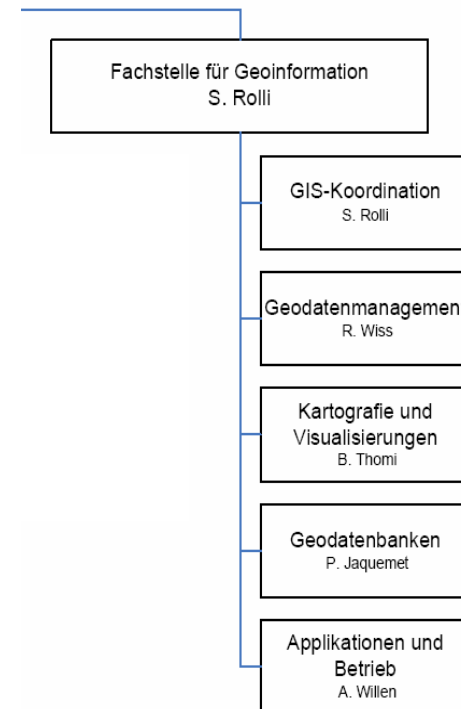 Fachstelle für Geoinformation
S. Rolli
GIS-Koordination
S. Rolli
Geodatenmanagemen
R. Wiss
Kartografie und
Visualisierungen
B. Thomi
Geodatenbanken
P. Jaquemet
Applikationen und
Betrieb
A. Willen